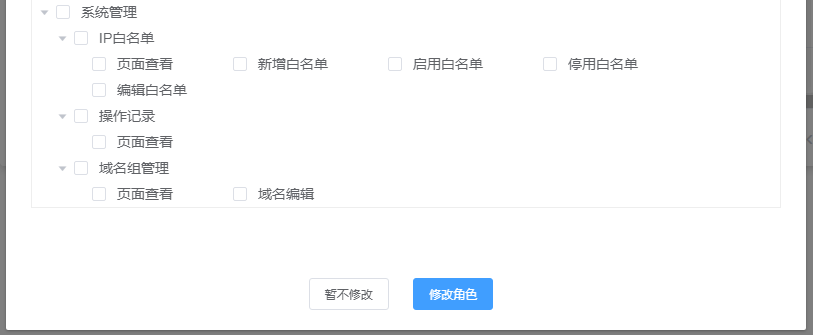 系统管理
IP白名单
页面查看 新增白名单 启用白名单 停用白名单
编辑白名单
操作记录
页面查看
域名组管理
页面查看 域名编辑
暂不修改 修改角色